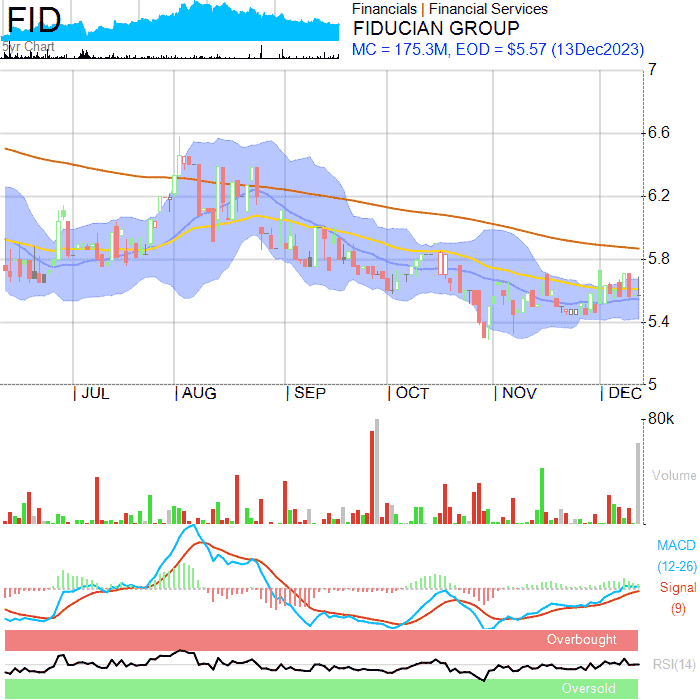 FID
5yr Chart
Financials | Financial Services
FIDUCIAN GROUP
MC = 175.3M, EOD = $5.57 (13Dec2023)
7
6.6
6.2
5.8
5.4
5
| JUL | AUG | SEP | OCT | NOV | DEC
80k
Volume
MACD
(12-26)
Signal
(9)
Overbought
RSI(14)
Oversold